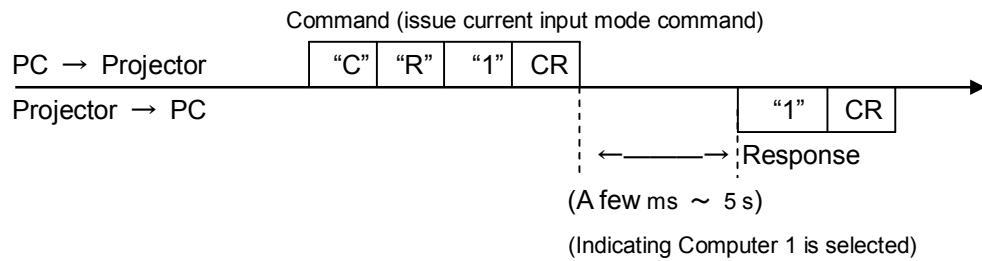 Command (issue current input mode command)
PC → Projector “C” “R” “1” CR
Projector → PC “1” CR
←———→ Response
(A few ms ～ 5 s)
(Indicating Computer 1 is selected)